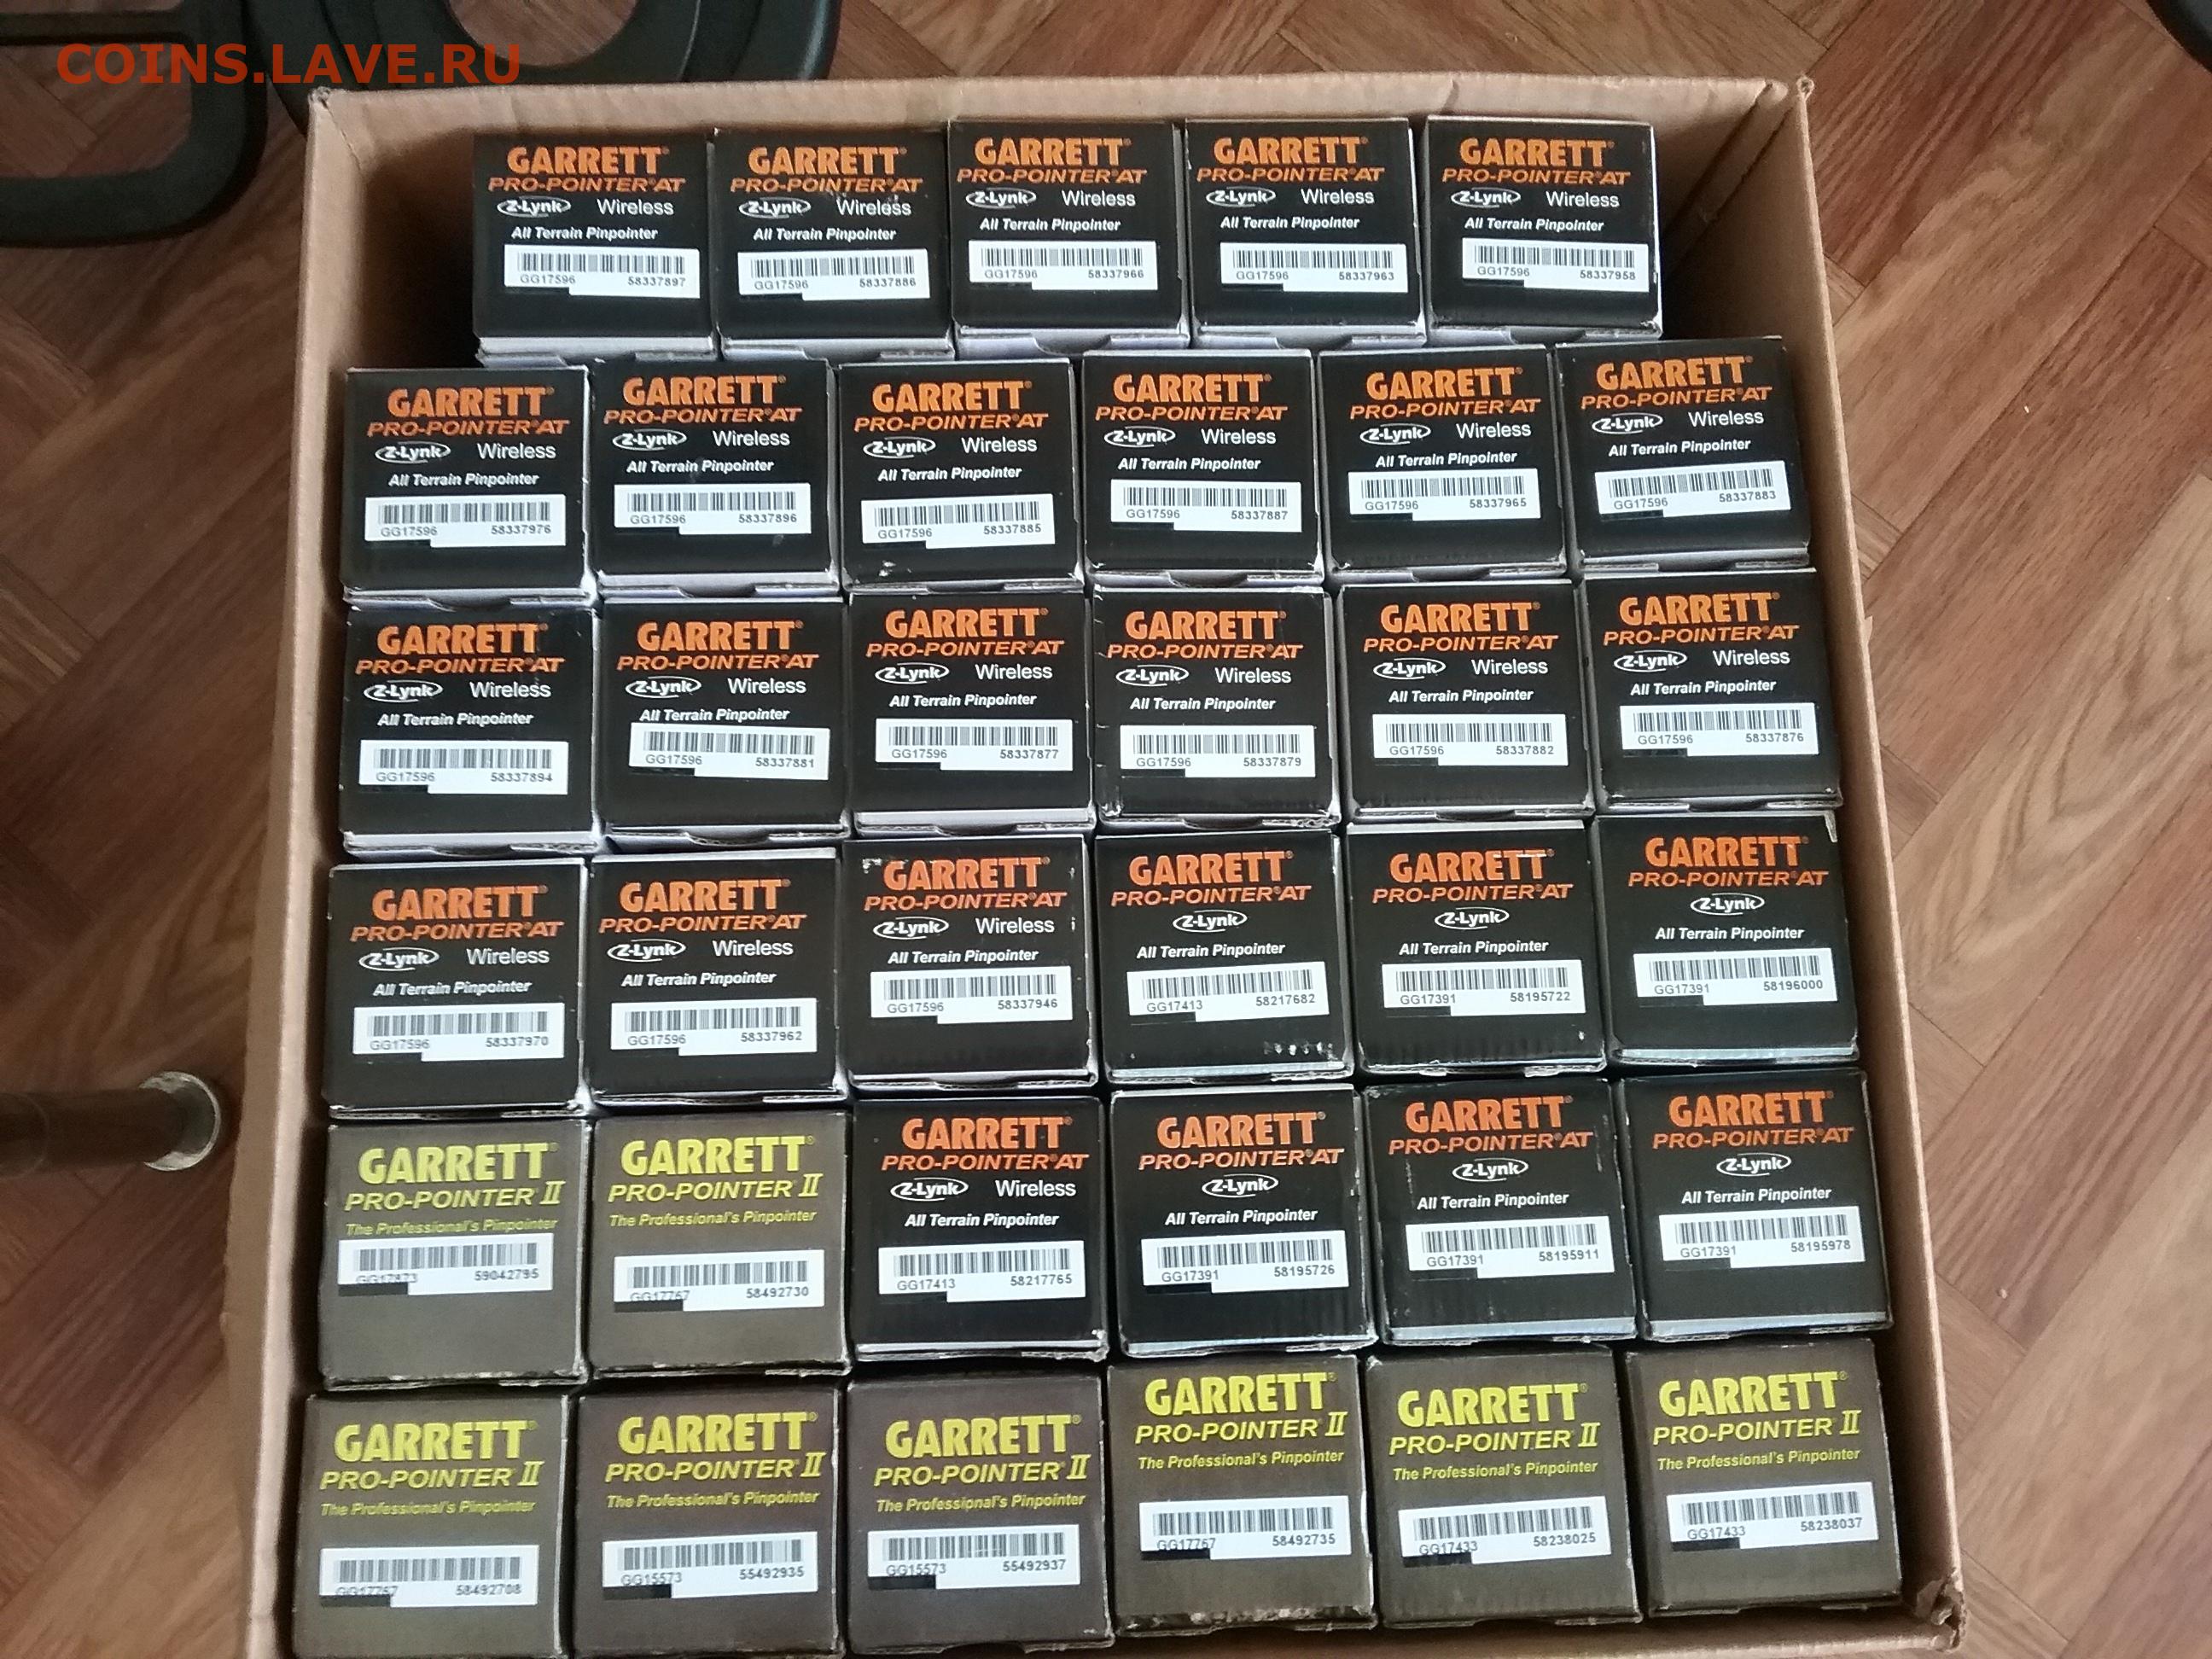 COINS.LAVE.RU
GARRETT®
PRO-POINTER®AT
Z-Lynk Wireless
All Terrain Pinpointer
GG17596 58337897
GARRETT®
PRO-POINTER®AT
Z-Lynk Wireless
All Terrain Pinpointer
GG17596 58337886
GARRETT®
PRO-POINTER®AT
Z-Lynk Wireless
All Terrain Pinpointer
GG17596 58337966
GARRETT®
PRO-POINTER®AT
Z-Lynk Wireless
All Terrain Pinpointer
GG17596 58337963
GARRETT®
PRO-POINTER®AT
Z-Lynk Wireless
All Terrain Pinpointer
GG17596 58337958
GARRETT®
PRO-POINTER®AT
Z-Lynk Wireless
All Terrain Pinpointer
GG17596 58337976
GARRETT®
PRO-POINTER®AT
Z-Lynk Wireless
All Terrain Pinpointer
GG17596 58337896
GARRETT®
PRO-POINTER®AT
Z-Lynk Wireless
All Terrain Pinpointer
GG17596 58337885
GARRETT®
PRO-POINTER®AT
Z-Lynk Wireless
All Terrain Pinpointer
GG17596 58337887
GARRETT®
PRO-POINTER®AT
Z-Lynk Wireless
All Terrain Pinpointer
GG17596 58337965
GARRETT®
PRO-POINTER®AT
Z-Lynk Wireless
All Terrain Pinpointer
GG17596 58337883
GARRETT®
PRO-POINTER®AT
Z-Lynk Wireless
All Terrain Pinpointer
GG17596 58337894
GARRETT®
PRO-POINTER®AT
Z-Lynk Wireless
All Terrain Pinpointer
GG17596 58337881
GARRETT®
PRO-POINTER®AT
Z-Lynk Wireless
All Terrain Pinpointer
GG17596 58337877
GARRETT®
PRO-POINTER®AT
Z-Lynk Wireless
All Terrain Pinpointer
GG17596 58337879
GARRETT®
PRO-POINTER®AT
Z-Lynk Wireless
All Terrain Pinpointer
GG17596 58337882
GARRETT®
PRO-POINTER®AT
Z-Lynk Wireless
All Terrain Pinpointer
GG17596 58337876
GARRETT®
PRO-POINTER®AT
Z-Lynk Wireless
All Terrain Pinpointer
GG17596 58337970
GARRETT®
PRO-POINTER®AT
Z-Lynk Wireless
All Terrain Pinpointer
GG17596 58337962
GARRETT®
PRO-POINTER®AT
Z-Lynk Wireless
All Terrain Pinpointer
GG17596 58337946
GARRETT®
PRO-POINTER®AT
Z-Lynk
All Terrain Pinpointer
GG17413 58217682
GARRETT®
PRO-POINTER®AT
Z-Lynk
All Terrain Pinpointer
GG17391 58195722
GARRETT®
PRO-POINTER®AT
Z-Lynk
All Terrain Pinpointer
GG17391 58196000
GARRETT®
PRO-POINTER® II
The Professional's Pinpointer
59042795
GARRETT®
PRO-POINTER® II
The Professional's Pinpointer
GG17767 58492730
GARRETT®
PRO-POINTER®AT
Z-Lynk Wireless
All Terrain Pinpointer
GG17413 58217765
GARRETT®
PRO-POINTER®AT
Z-Lynk
All Terrain Pinpointer
GG17391 58195726
GARRETT®
PRO-POINTER®AT
Z-Lynk
All Terrain Pinpointer
GG17391 58195911
GARRETT®
PRO-POINTER®AT
Z-Lynk
All Terrain Pinpointer
GG17391 58195978
GARRETT®
PRO-POINTER® II
The Professional's Pinpointer
GG17767 58492708
GARRETT®
PRO-POINTER® II
The Professional's Pinpointer
GG15573 55492935
GARRETT®
PRO-POINTER® II
The Professional's Pinpointer
GG15573 55492937
GARRETT®
PRO-POINTER® II
The Professional's Pinpointer
GG17767 58492735
GARRETT®
PRO-POINTER® II
The Professional's Pinpointer
GG17433 58238025
GARRETT®
PRO-POINTER® II
The Professional's Pinpointer
GG17433 58238037